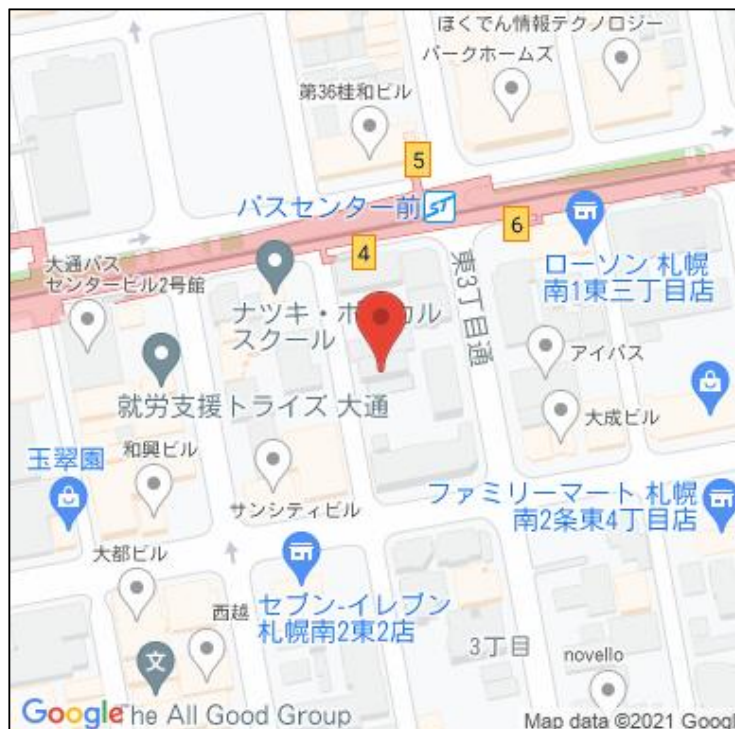 ほくでん情報テクノロジー
パークホームズ
第36桂和ビル
5
バスセンター前
6
4
大通バス
センタービル2号館
ローソン 札幌
南1東三丁目店
東3丁目通
ナツキ・ボ
カル
スクール
アイパス
就労支援トライズ 大通
大成ビル
玉翠園
和興ビル
サンシティビル
ファミリーマート 札幌
南2条東4丁目店
大都ビル
セブン-イレブン
札幌南2東2店
西越
3丁目
文
novello
Google
The All Good Group
Map data ©2021 Google